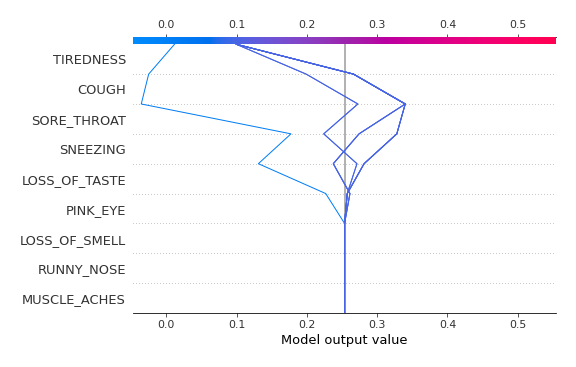 0.0 0.1 0.2 0.3 0.4 0.5
TIREDNESS
COUGH
SORE_THROAT
SNEEZING
LOSS_OF_TASTE
PINK_EYE
LOSS_OF_SMELL
RUNNY_NOSE
MUSCLE_ACHES
0.0 0.1 0.2 0.3 0.4 0.5
Model output value